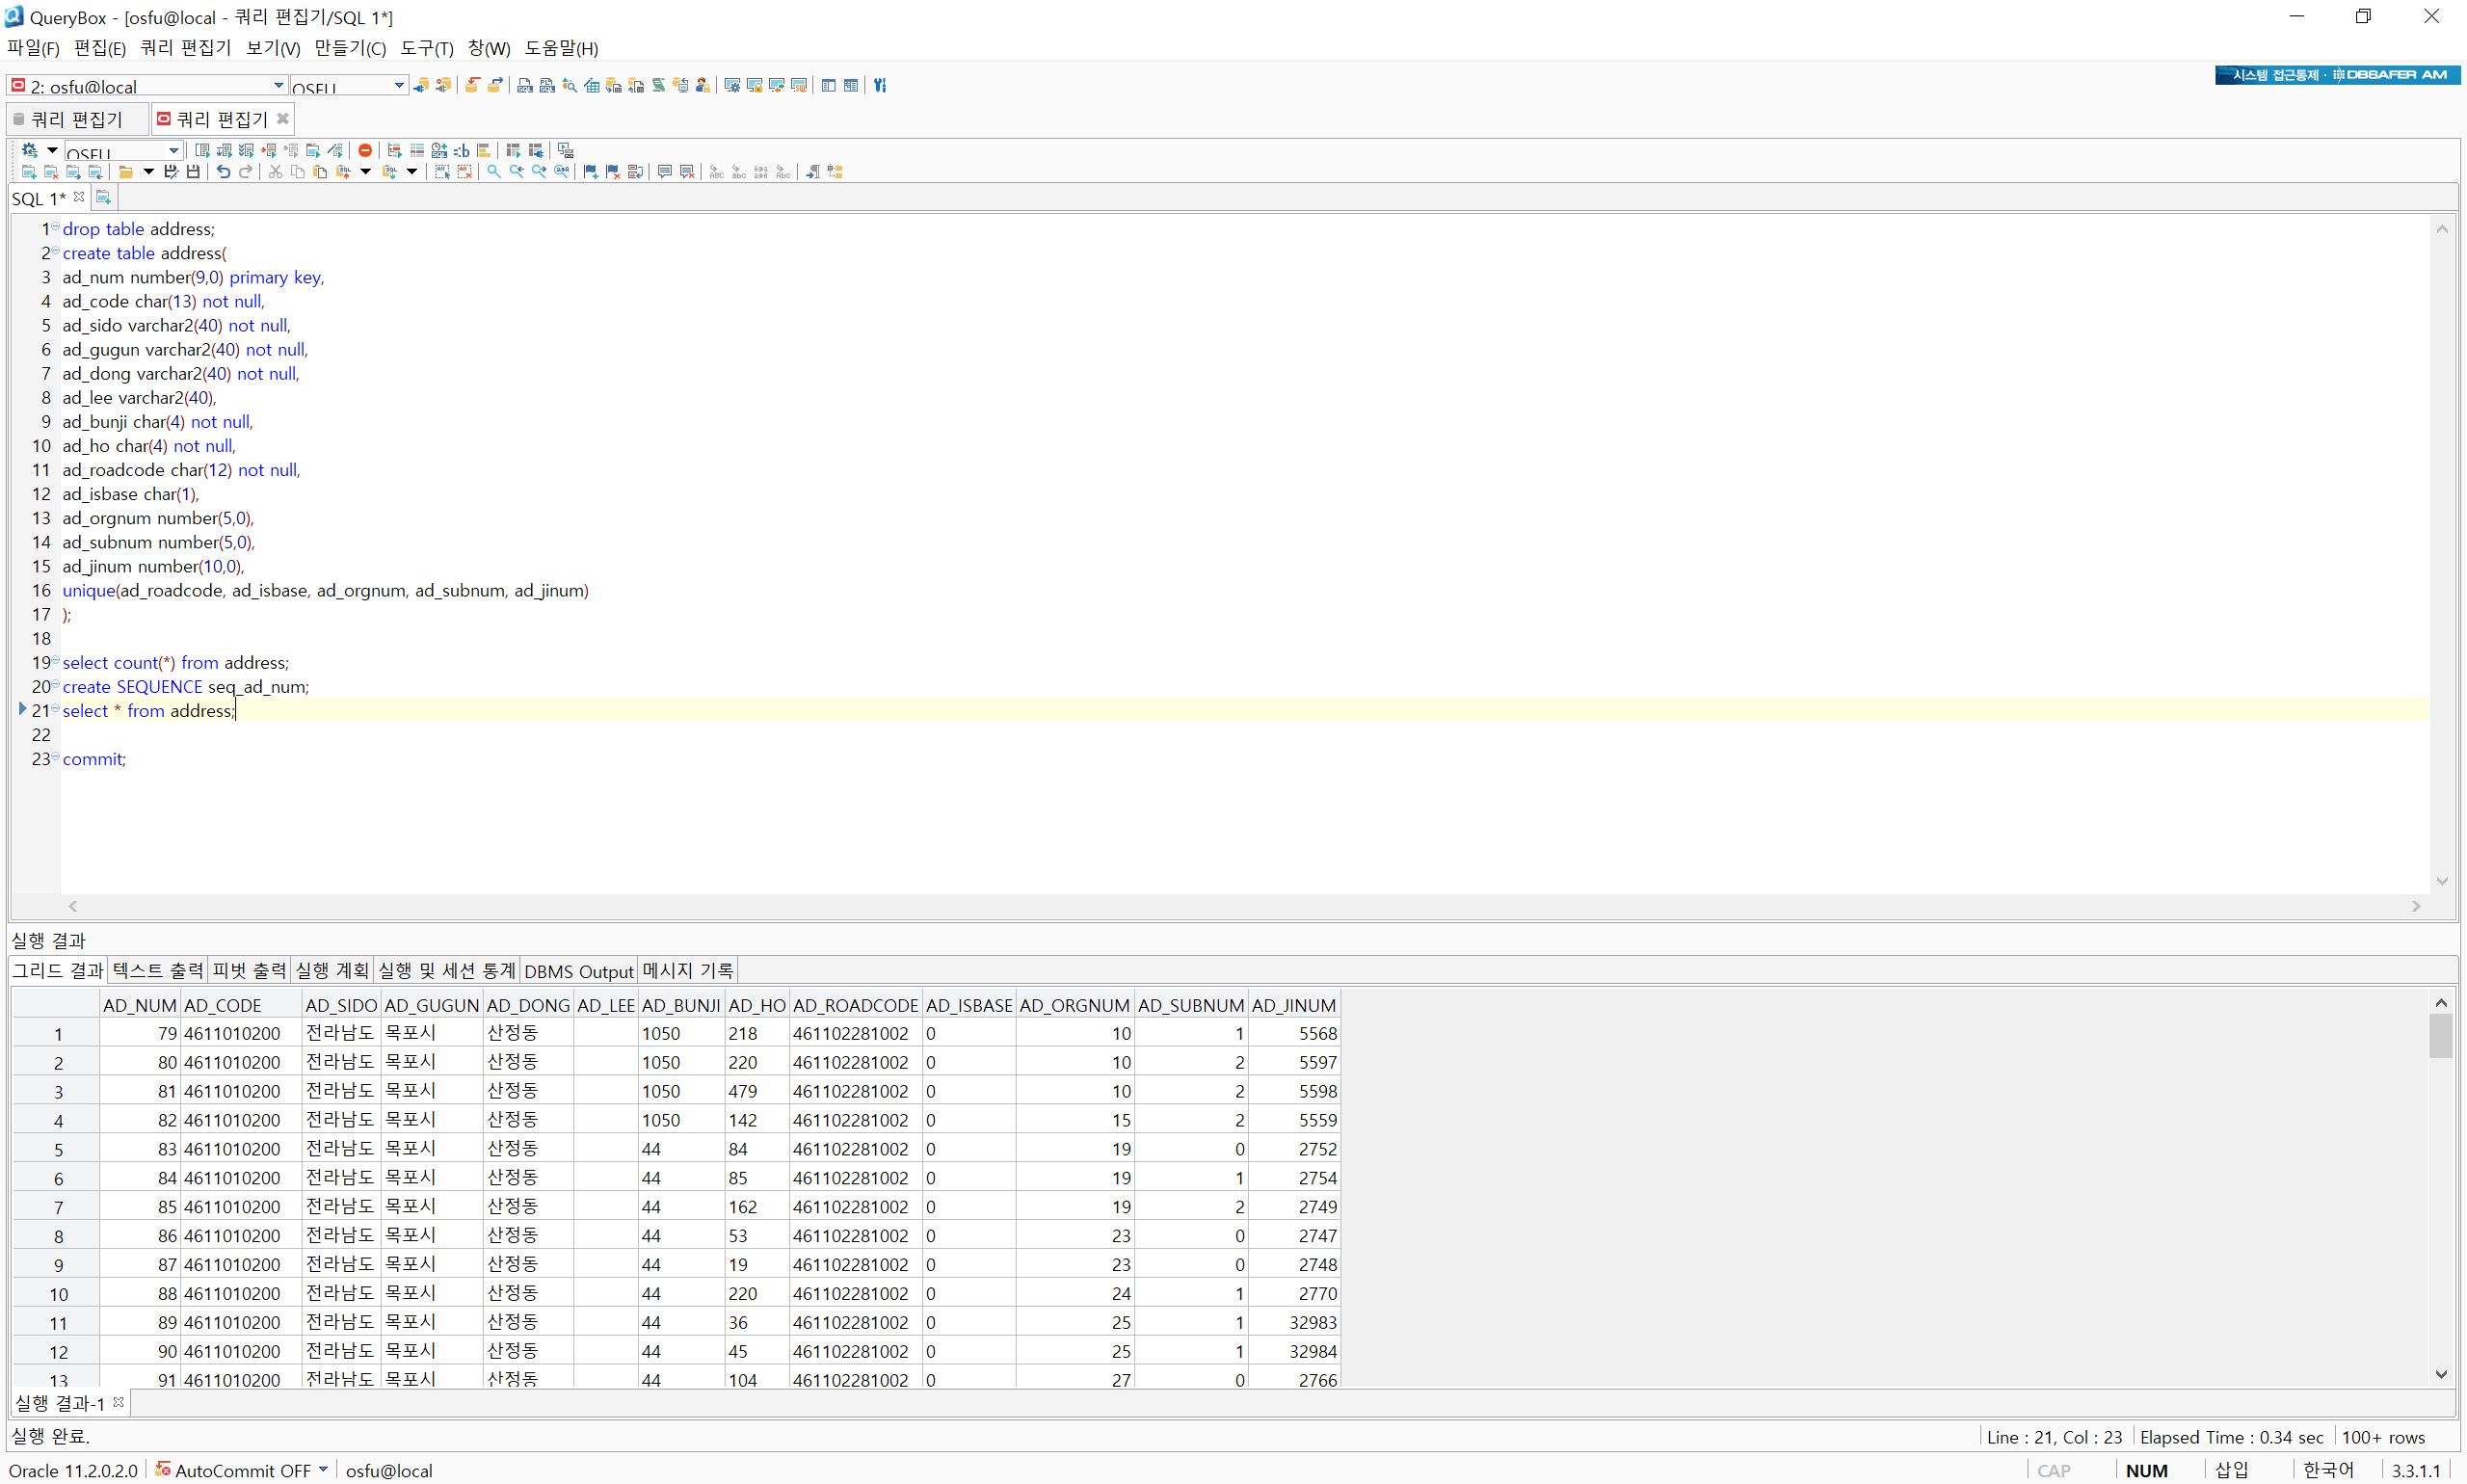 QueryBox - [osfu@local - 쿼리 편집기/SQL 1*]
파일(F) 편집(E) 쿼리 편집기 보기(V) 만들기(C) 도구(T) 창(W) 도움말(H)
2: osfu@local OSFU
시스템 접근통제 · DBSAFER AM
쿼리 편집기 쿼리 편집기
OSFU
SQL 1*
1 drop table address;
2 create table address(
3 ad_num number(9,0) primary key,
4 ad_code char(13) not null,
5 ad_sido varchar2(40) not null,
6 ad_gugun varchar2(40) not null,
7 ad_dong varchar2(40) not null,
8 ad_lee varchar2(40),
9 ad_bunji char(4) not null,
10 ad_ho char(4) not null,
11 ad_roadcode char(12) not null,
12 ad_isbase char(1),
13 ad_orgnum number(5,0),
14 ad_subnum number(5,0),
15 ad_jinum number(10,0),
16 unique(ad_roadcode, ad_isbase, ad_orgnum, ad_subnum, ad_jinum)
17 );
18
19 select count(*) from address;
20 create SEQUENCE seq_ad_num;
21 select * from address;
22
23 commit;
실행 결과
그리드 결과 텍스트 출력 피벗 출력 실행 계획 실행 및 세션 통계 DBMS Output 메시지 기록
AD_NUM AD_CODE AD_SIDO AD_GUGUN AD_DONG AD_LEE AD_BUNJI AD_HO AD_ROADCODE AD_ISBASE AD_ORGNUM AD_SUBNUM AD_JINUM
1 79 4611010200 전라남도 목포시 산정동 1050 218 461102281002 0 10 1 5568
2 80 4611010200 전라남도 목포시 산정동 1050 220 461102281002 0 10 2 5597
3 81 4611010200 전라남도 목포시 산정동 1050 479 461102281002 0 10 2 5598
4 82 4611010200 전라남도 목포시 산정동 1050 142 461102281002 0 15 2 5559
5 83 4611010200 전라남도 목포시 산정동 44 84 461102281002 0 19 0 2752
6 84 4611010200 전라남도 목포시 산정동 44 85 461102281002 0 19 1 2754
7 85 4611010200 전라남도 목포시 산정동 44 162 461102281002 0 19 2 2749
8 86 4611010200 전라남도 목포시 산정동 44 53 461102281002 0 23 0 2747
9 87 4611010200 전라남도 목포시 산정동 44 19 461102281002 0 23 0 2748
10 88 4611010200 전라남도 목포시 산정동 44 220 461102281002 0 24 1 2770
11 89 4611010200 전라남도 목포시 산정동 44 36 461102281002 0 25 1 32983
12 90 4611010200 전라남도 목포시 산정동 44 45 461102281002 0 25 1 32984
13 91 4611010200 전라남도 목포시 산정동 44 104 461102281002 0 27 0 2766
실행 결과-1
실행 완료. Line : 21, Col : 23 Elapsed Time : 0.34 sec 100+ rows
Oracle 11.2.0.2.0 AutoCommit OFF osfu@local CAP NUM 삽입 한국어 3.3.1.1